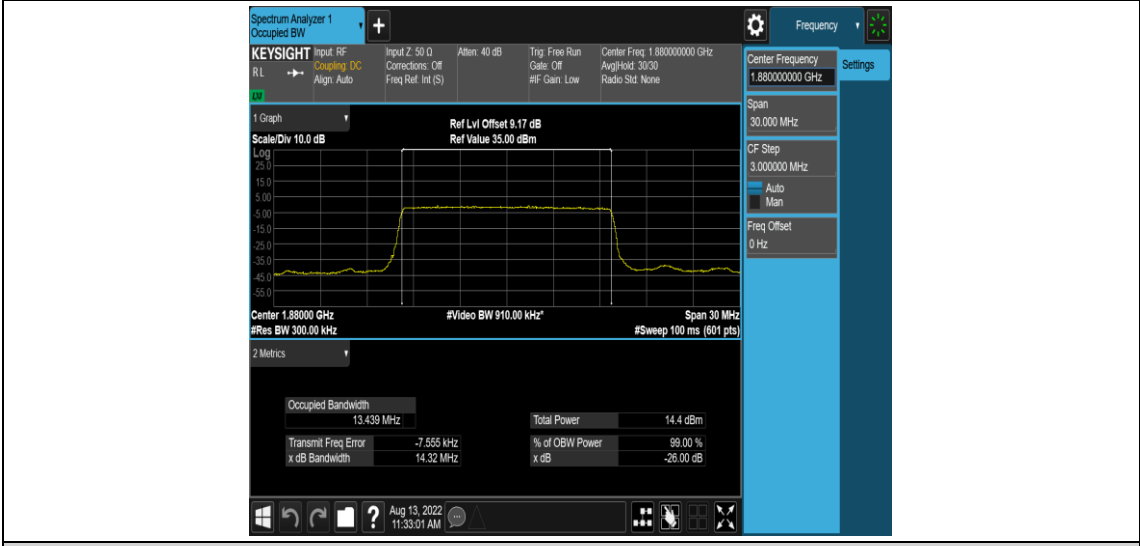 Spectrum Analyzer 1
Occupied BW
+
Frequency
KEYSIGHT
RL
Input: RF
Coupling: DC
Align: Auto
Input Z: 50 Ω
Corrections: Off
Freq Ref: Int (S)
Atten: 40 dB
Trig: Free Run
Gate: Off
#IF Gain: Low
Center Freq: 1.880000000 GHz
Avg|Hold: 30/30
Radio Std: None
Center Frequency
1.880000000 GHz
Settings
Span
30.000 MHz
CF Step
3.000000 MHz
Auto
Man
Freq Offset
0 Hz
1 Graph
Scale/Div 10.0 dB
Ref Lvl Offset 9.17 dB
Ref Value 35.00 dBm
Log
25.0
15.0
5.00
-5.00
-15.0
-25.0
-35.0
-45.0
-55.0
Center 1.88000 GHz
#Res BW 300.00 kHz
#Video BW 910.00 kHz*
Span 30 MHz
#Sweep 100 ms (601 pts)
2 Metrics
Occupied Bandwidth
13.439 MHz
Total Power 14.4 dBm
Transmit Freq Error -7.555 kHz
% of OBW Power 99.00 %
x dB Bandwidth 14.32 MHz
x dB -26.00 dB
?
Aug 13, 2022
11:33:01 AM